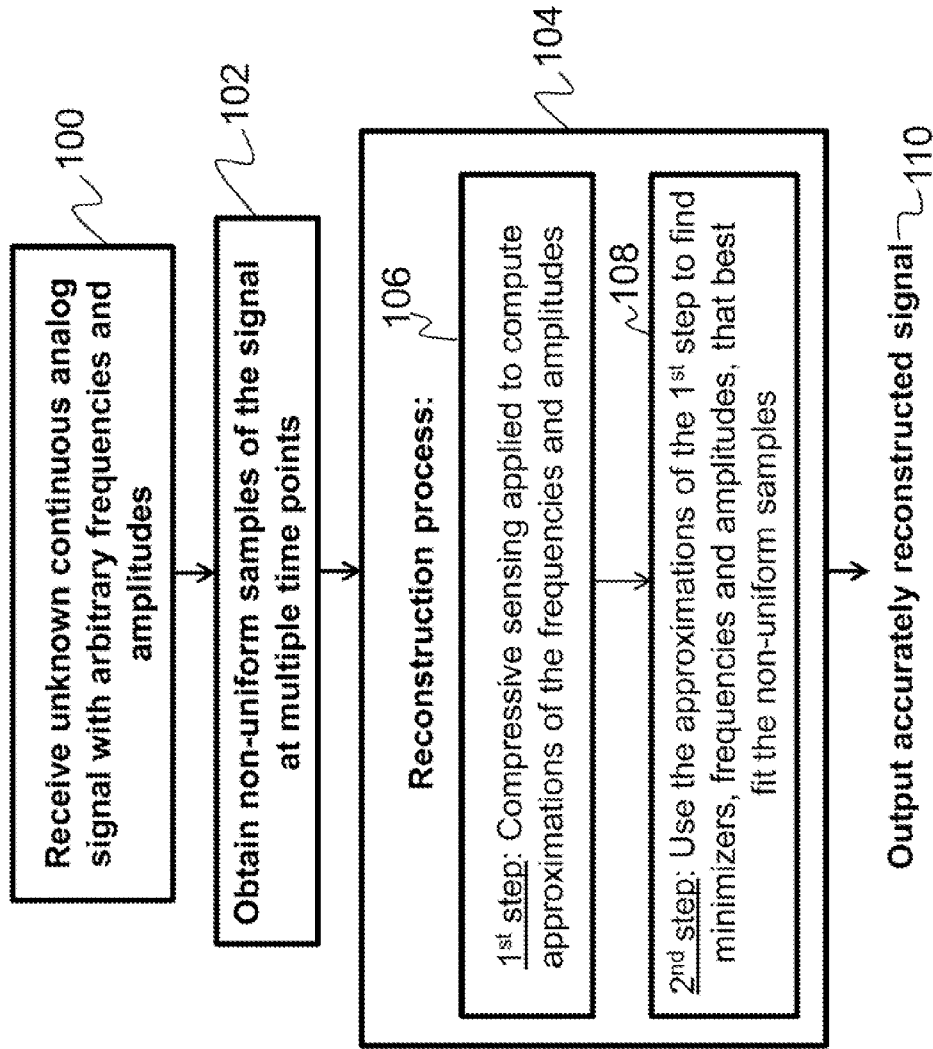 Receive unknown continuous analog
signal with arbitrary frequencies and
amplitudes
100
Obtain non-uniform samples of the signal
at multiple time points
102
104
Reconstruction process:
106
1st step: Compressive sensing applied to compute
approximations of the frequencies and amplitudes
108
2nd step: Use the approximations of the 1st step to find
minimizers, frequencies and amplitudes, that best
fit the non-uniform samples
Output accurately reconstructed signal 110